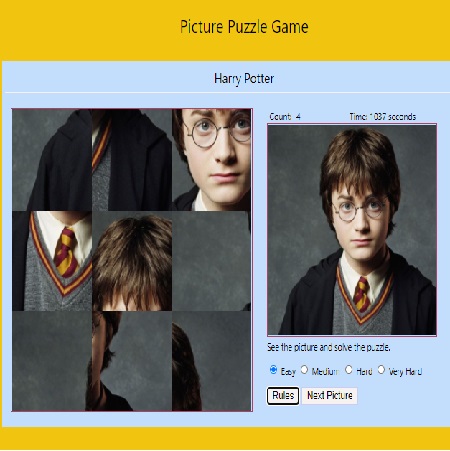 Picture Puzzle Game
Harry Potter
Count: 4 Time: 1037 seconds
See the picture and solve the puzzle.
Easy Medium Hard Very Hard
Rules Next Picture